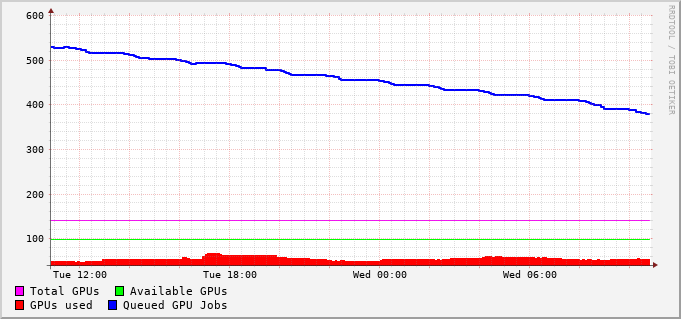 600
500
400
300
200
100
Tue 12:00 Tue 18:00 Wed 00:00 Wed 06:00
Total GPUs Available GPUs
GPUs used Queued GPU Jobs
RRDTOOL / TOBI OETIKER